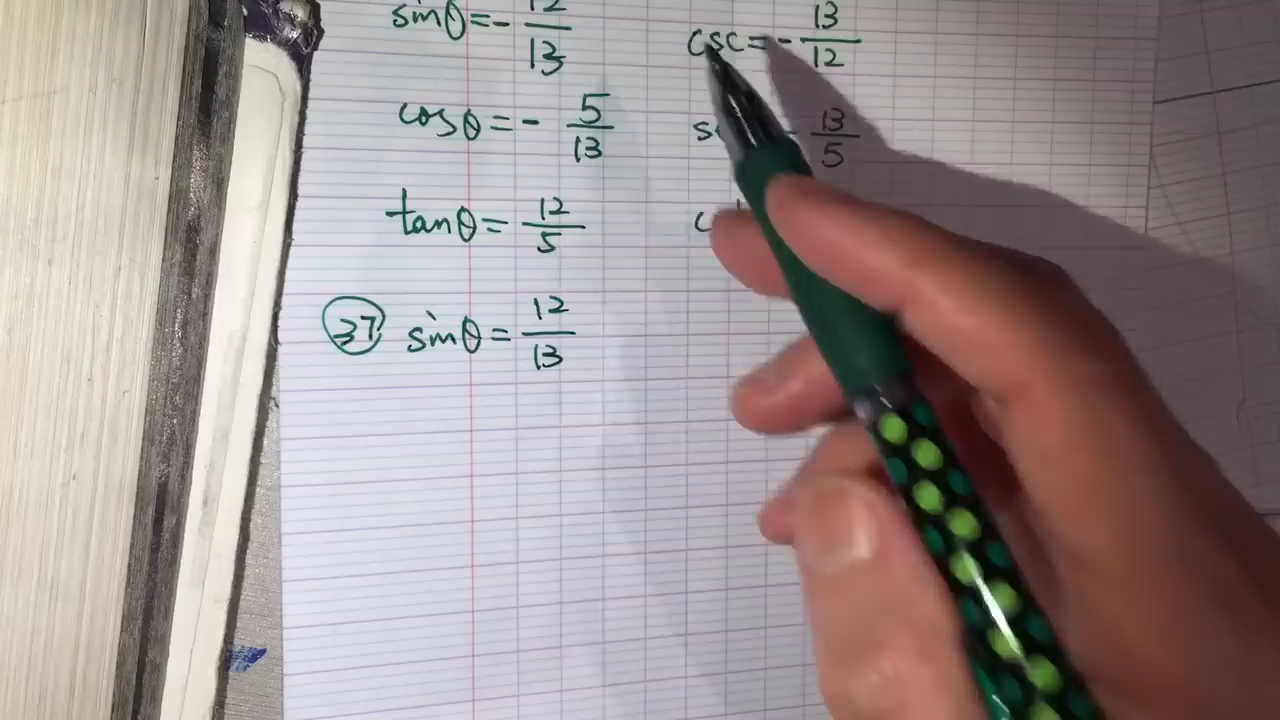 sinθ = - 12/13 csc = - 13/12
cosθ = - 5/13 - 13/5
tanθ = 12/5
37 sinθ = 12/13